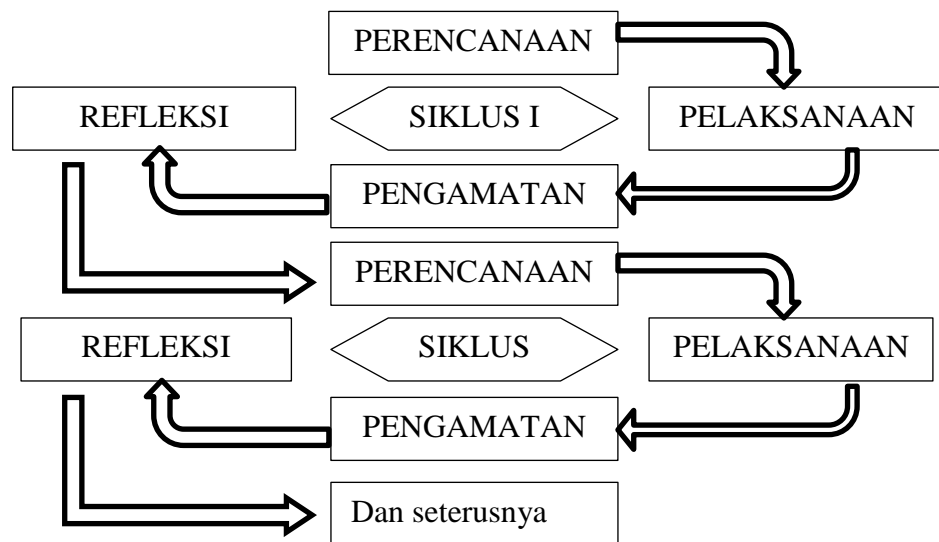 PERENCANAAN
REFLEKSI
SIKLUS I
PELAKSANAAN
PENGAMATAN
PERENCANAAN
REFLEKSI
SIKLUS
PELAKSANAAN
PENGAMATAN
Dan seterusnya